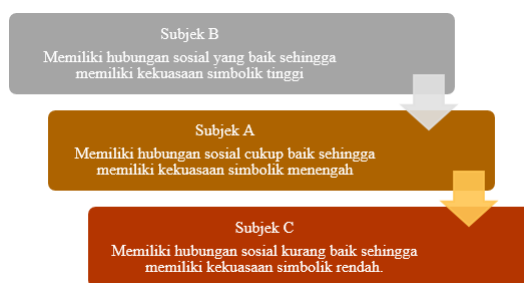 Subjek B
Memiliki hubungan sosial yang baik sehingga
memiliki kekuasaan simbolik tinggi
Subjek A
Memiliki hubungan sosial cukup baik sehingga
memiliki kekuasaan simbolik menengah
Subjek C
Memiliki hubungan sosial kurang baik sehingga
memiliki kekuasaan simbolik rendah.